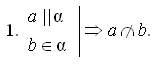 1. a || α
b ∈ α | ⇒ a ⊀ b.